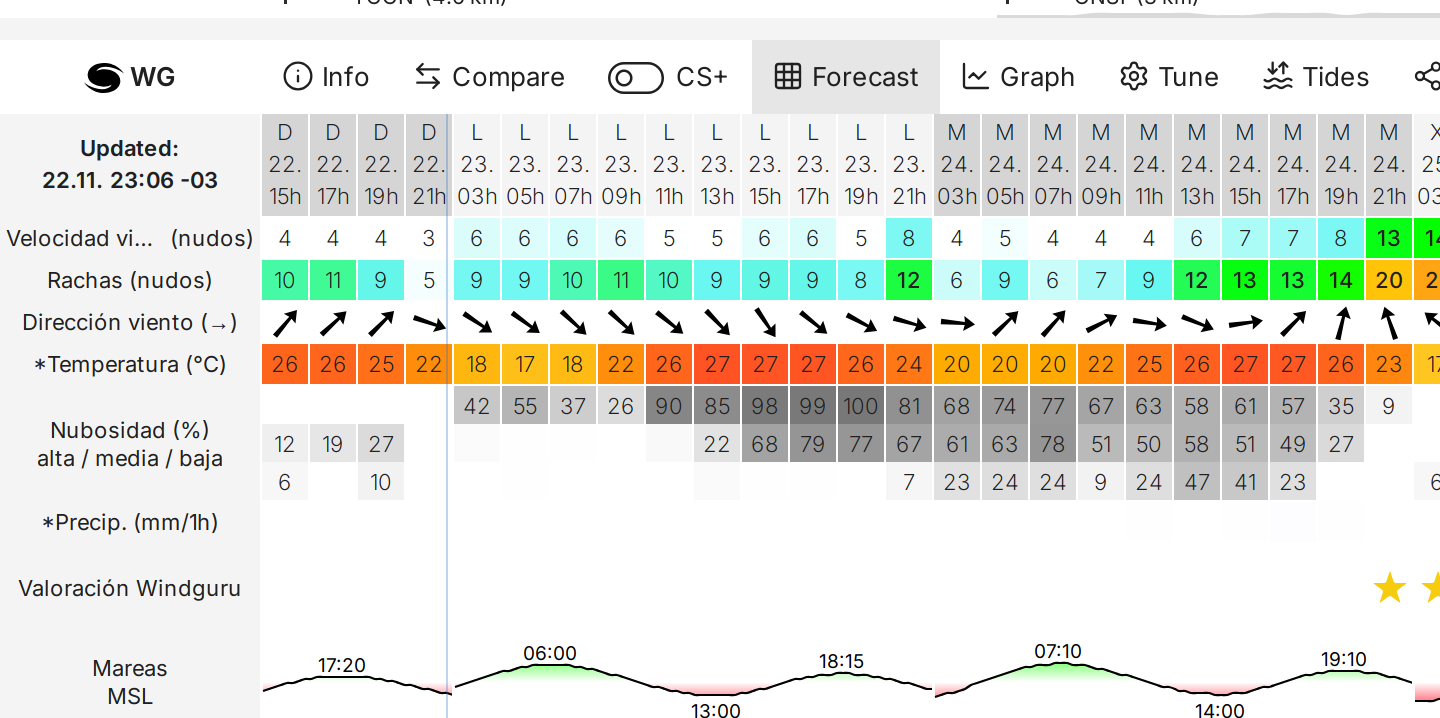 WG Info Compare CS+ Forecast Graph Tune Tides
Updated:
22.11. 23:06 -03
D D D D L L L L L L L L L L M M M M M M M M M M X
22. 22. 22. 22. 23. 23. 23. 23. 23. 23. 23. 23. 23. 23. 24. 24. 24. 24. 24. 24. 24. 24. 24. 24.
15h 17h 19h 21h 03h 05h 07h 09h 11h 13h 15h 17h 19h 21h 03h 05h 07h 09h 11h 13h 15h 17h 19h 21h
Velocidad vi... (nudos) 4 4 4 3 6 6 6 6 5 5 6 6 5 8 4 5 4 4 4 6 7 7 8 13
Rachas (nudos) 10 11 9 5 9 9 10 11 10 9 9 9 8 12 6 9 6 7 9 12 13 13 14 20
Dirección viento (→)
*Temperatura (°C) 26 26 25 22 18 17 18 22 26 27 27 27 26 24 20 20 20 22 25 26 27 27 26 23
42 55 37 26 90 85 98 99 100 81 68 74 77 67 63 58 61 57 35 9
Nubosidad (%)
alta / media / baja
12 19 27 22 68 79 77 67 61 63 78 51 50 58 51 49 27
6 10 7 23 24 24 9 24 47 41 23 6
*Precip. (mm/1h)
Valoración Windguru
Mareas
MSL
17:20 06:00 13:00 18:15 07:10 14:00 19:10